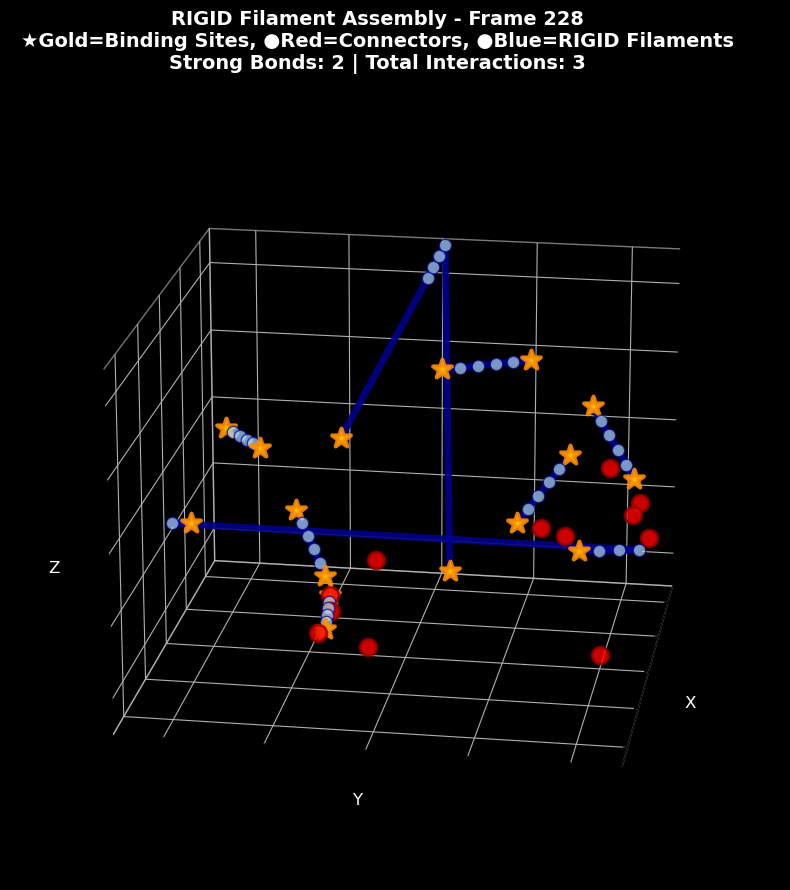 RIGID Filament Assembly - Frame 228
★Gold=Binding Sites, ●Red=Connectors, ●Blue=RIGID Filaments
Strong Bonds: 2 | Total Interactions: 3
Z
X
Y